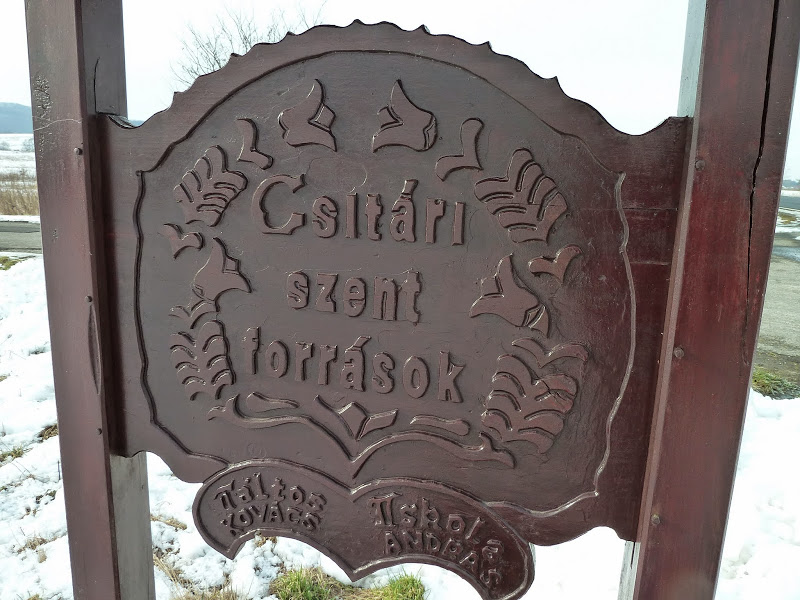 Csitári
szent
források
Táltos Iskola
KOVÁCS ANDRÁS